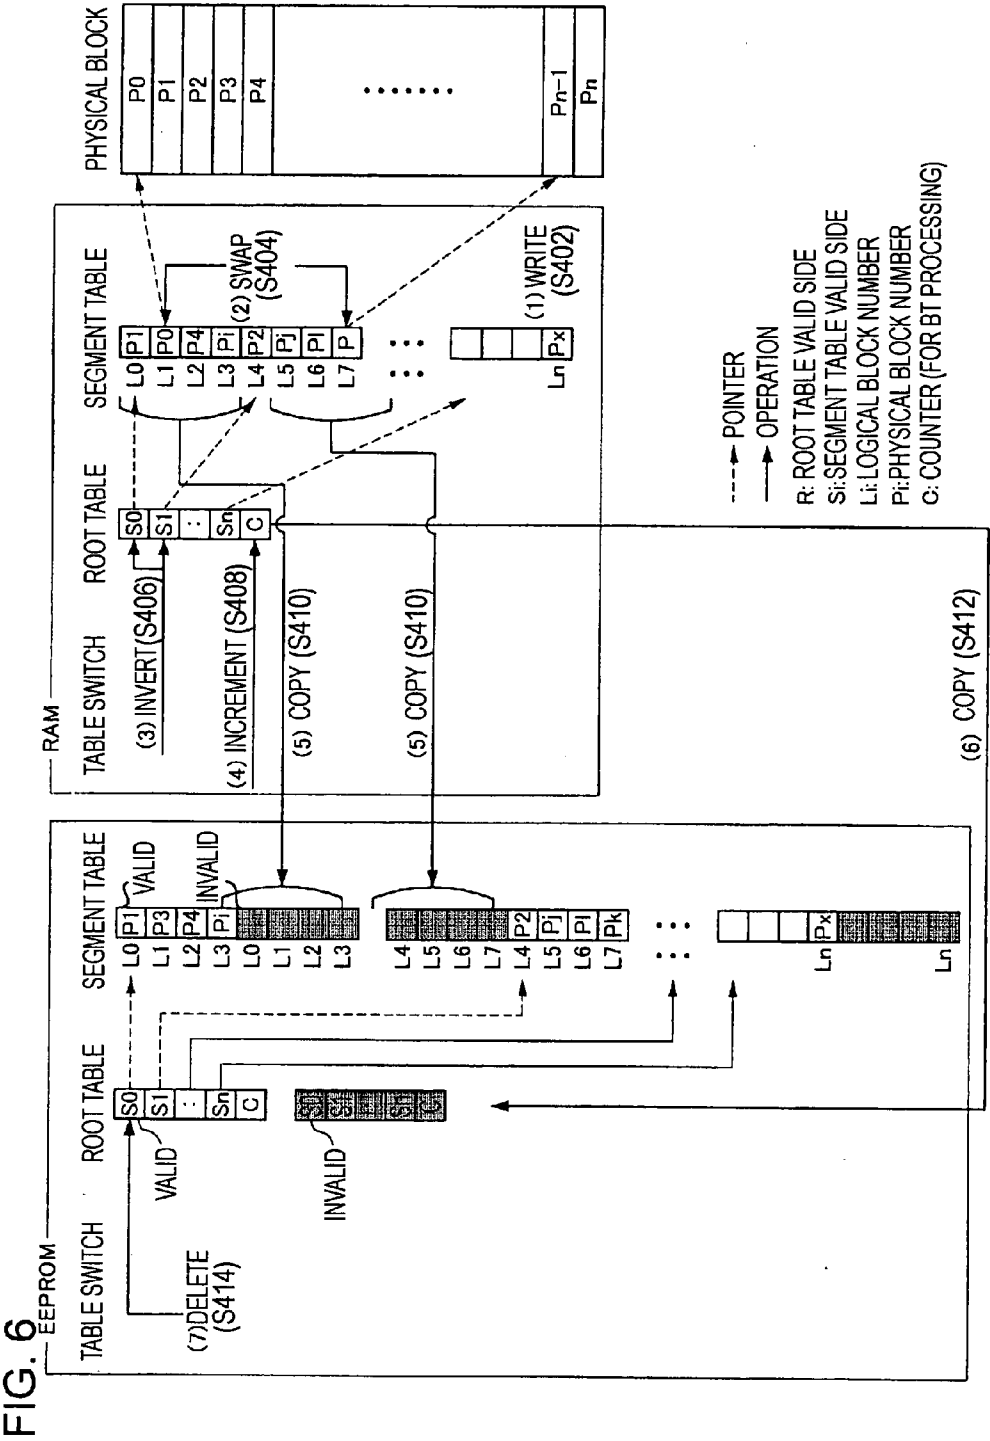 FIG. 6
EEPROM
TABLE SWITCH
ROOT TABLE
SEGMENT TABLE
(7)DELETE
(S414)
VALID
S0
S1
:
Sn
C
INVALID
S0
S1
Sn
C
VALID
INVALID
L0 P1
L1 P3
L2 P4
L3 Pi
L0
L1
L2
L3
L4
L5
L6
L7
L4 P2
L5 Pj
L6 Pl
L7 Pk
Ln Px
Ln
RAM
TABLE SWITCH
ROOT TABLE
SEGMENT TABLE
(3) INVERT(S406)
(4) INCREMENT (S408)
(5) COPY (S410)
(5) COPY (S410)
(6) COPY (S412)
S0
S1
:
Sn
C
L0 P1
L1 P0
L2 P4
L3 Pi
L4 P2
L5 Pj
L6 Pl
L7 P
Ln Px
(2) SWAP
(S404)
(1) WRITE
(S402)
PHYSICAL BLOCK
P0
P1
P2
P3
P4
Pn-1
Pn
POINTER
OPERATION
R: ROOT TABLE VALID SIDE
Si:SEGMENT TABLE VALID SIDE
Li: LOGICAL BLOCK NUMBER
Pi:PHYSICAL BLOCK NUMBER
C: COUNTER (FOR BT PROCESSING)